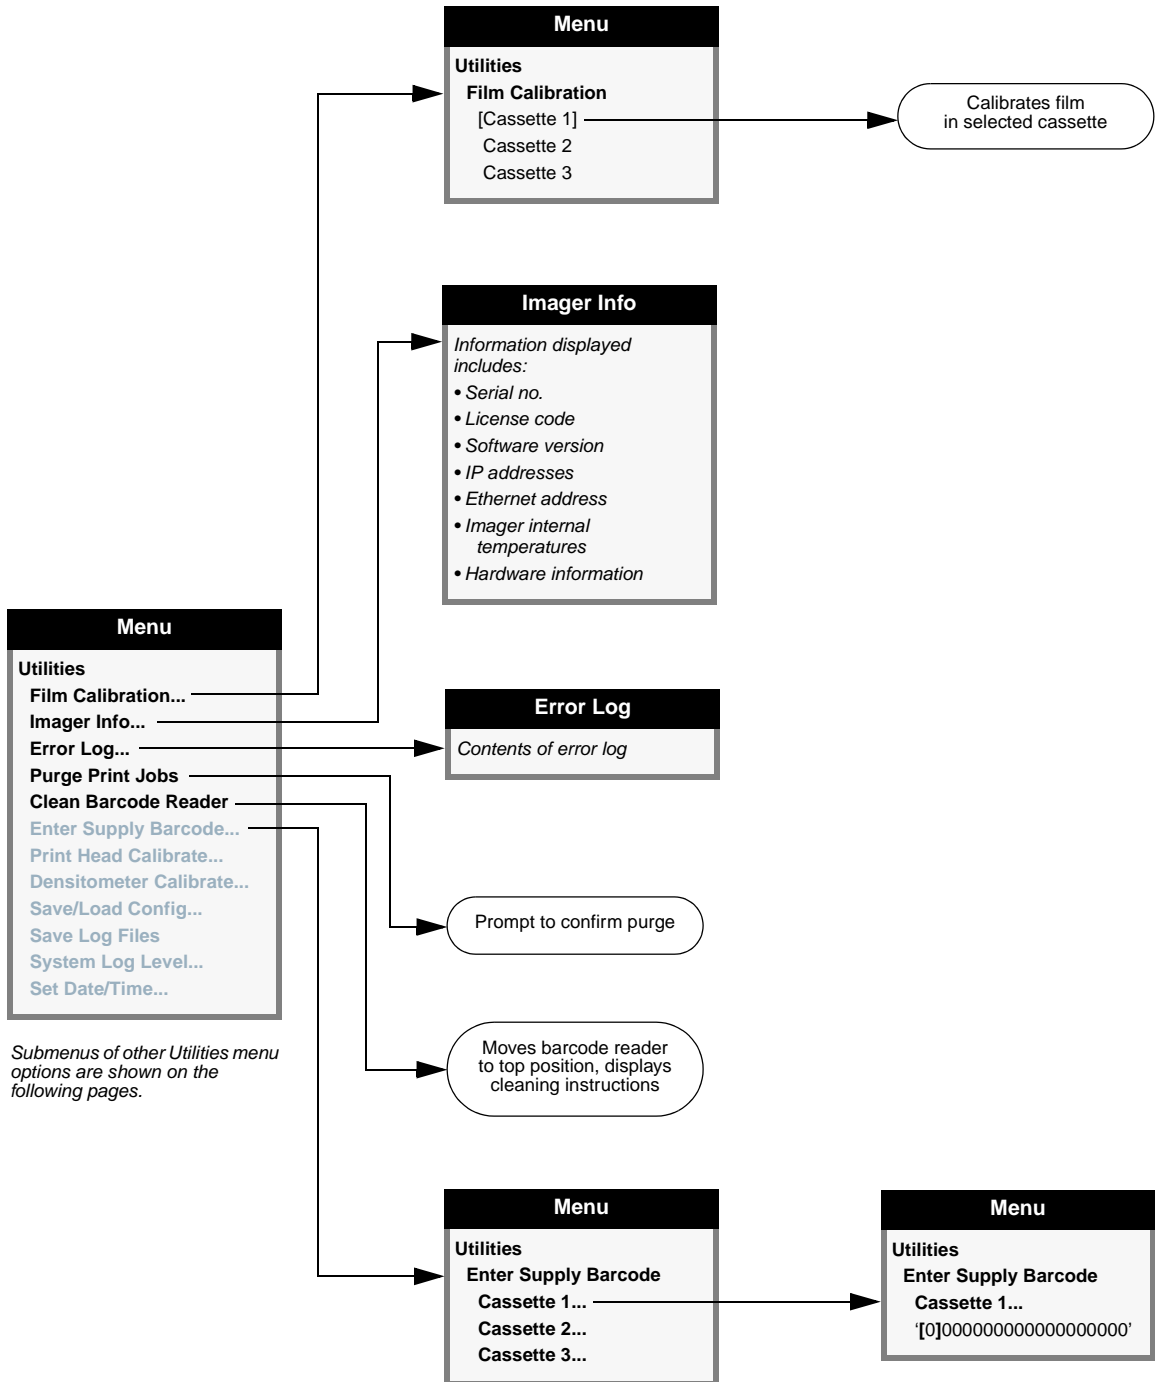 Menu
Utilities
Film Calibration
[Cassette 1]
Cassette 2
Cassette 3
Calibrates film
in selected cassette
Imager Info
Information displayed
includes:
• Serial no.
• License code
• Software version
• IP addresses
• Ethernet address
• Imager internal
temperatures
• Hardware information
Menu
Utilities
Film Calibration...
Imager Info...
Error Log...
Purge Print Jobs
Clean Barcode Reader
Enter Supply Barcode...
Print Head Calibrate...
Densitometer Calibrate...
Save/Load Config...
Save Log Files
System Log Level...
Set Date/Time...
Submenus of other Utilities menu
options are shown on the
following pages.
Error Log
Contents of error log
Prompt to confirm purge
Moves barcode reader
to top position, displays
cleaning instructions
Menu
Utilities
Enter Supply Barcode
Cassette 1...
Cassette 2...
Cassette 3...
Menu
Utilities
Enter Supply Barcode
Cassette 1...
‘[0]000000000000000000’